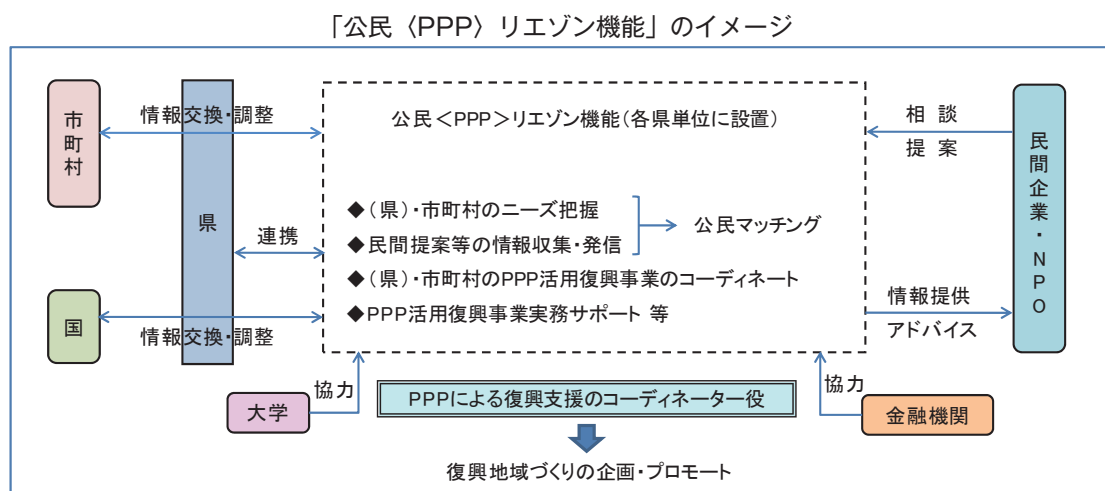 「公民〈PPP〉リエゾン機能」のイメージ
市町村
情報交換・調整
公民＜PPP＞リエゾン機能（各県単位に設置）
相 談
提 案
民間企業・NPO
県
◆（県）・市町村のニーズ把握
公民マッチング
連携
◆民間提案等の情報収集・発信
◆（県）・市町村のPPP活用復興事業のコーディネート
国
情報交換・調整
◆PPP活用復興事業実務サポート 等
情報提供
アドバイス
大学
協力
PPPによる復興支援のコーディネーター役
協力
金融機関
復興地域づくりの企画・プロモート